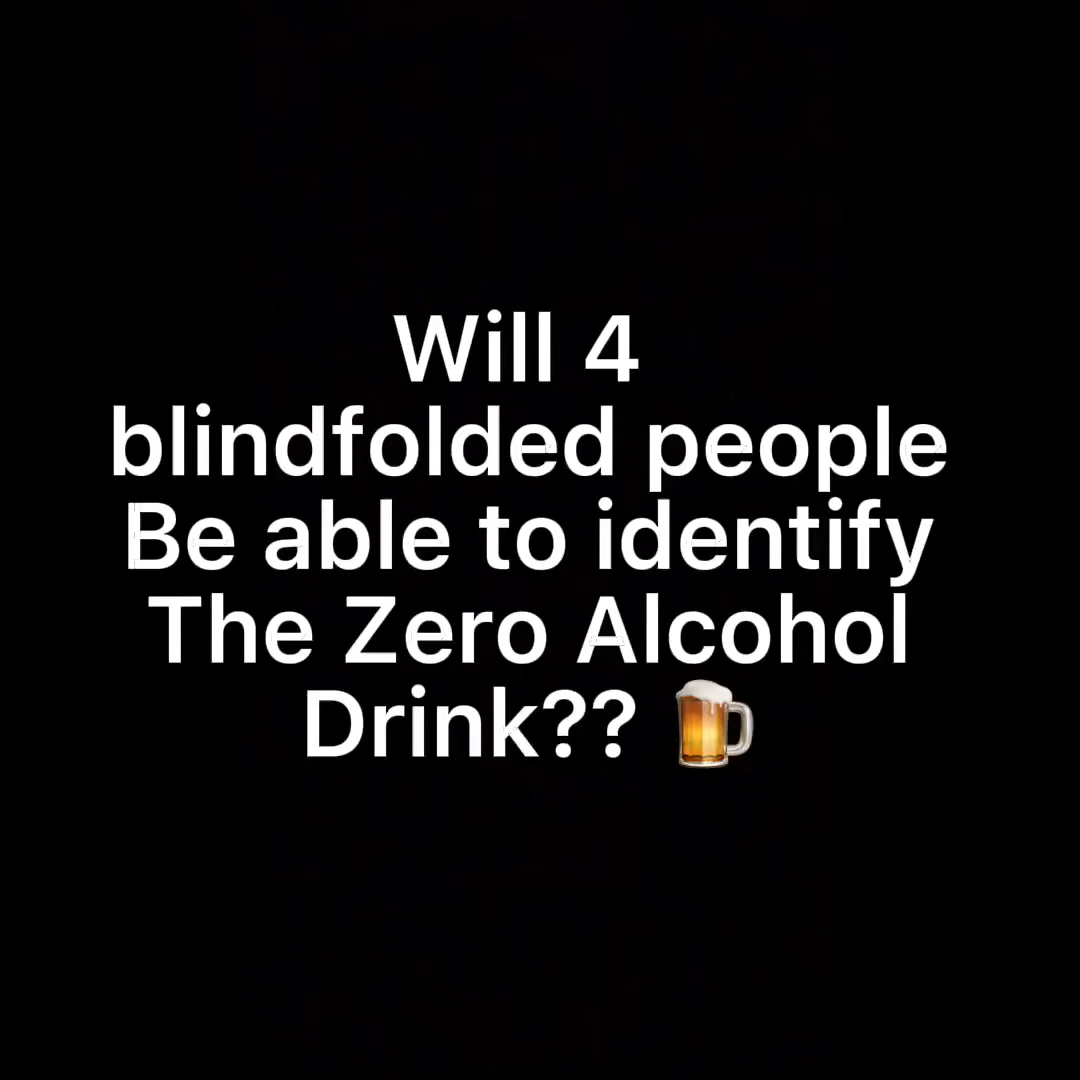 Will 4
blindfolded people
Be able to identify
The Zero Alcohol
Drink?? 🍺